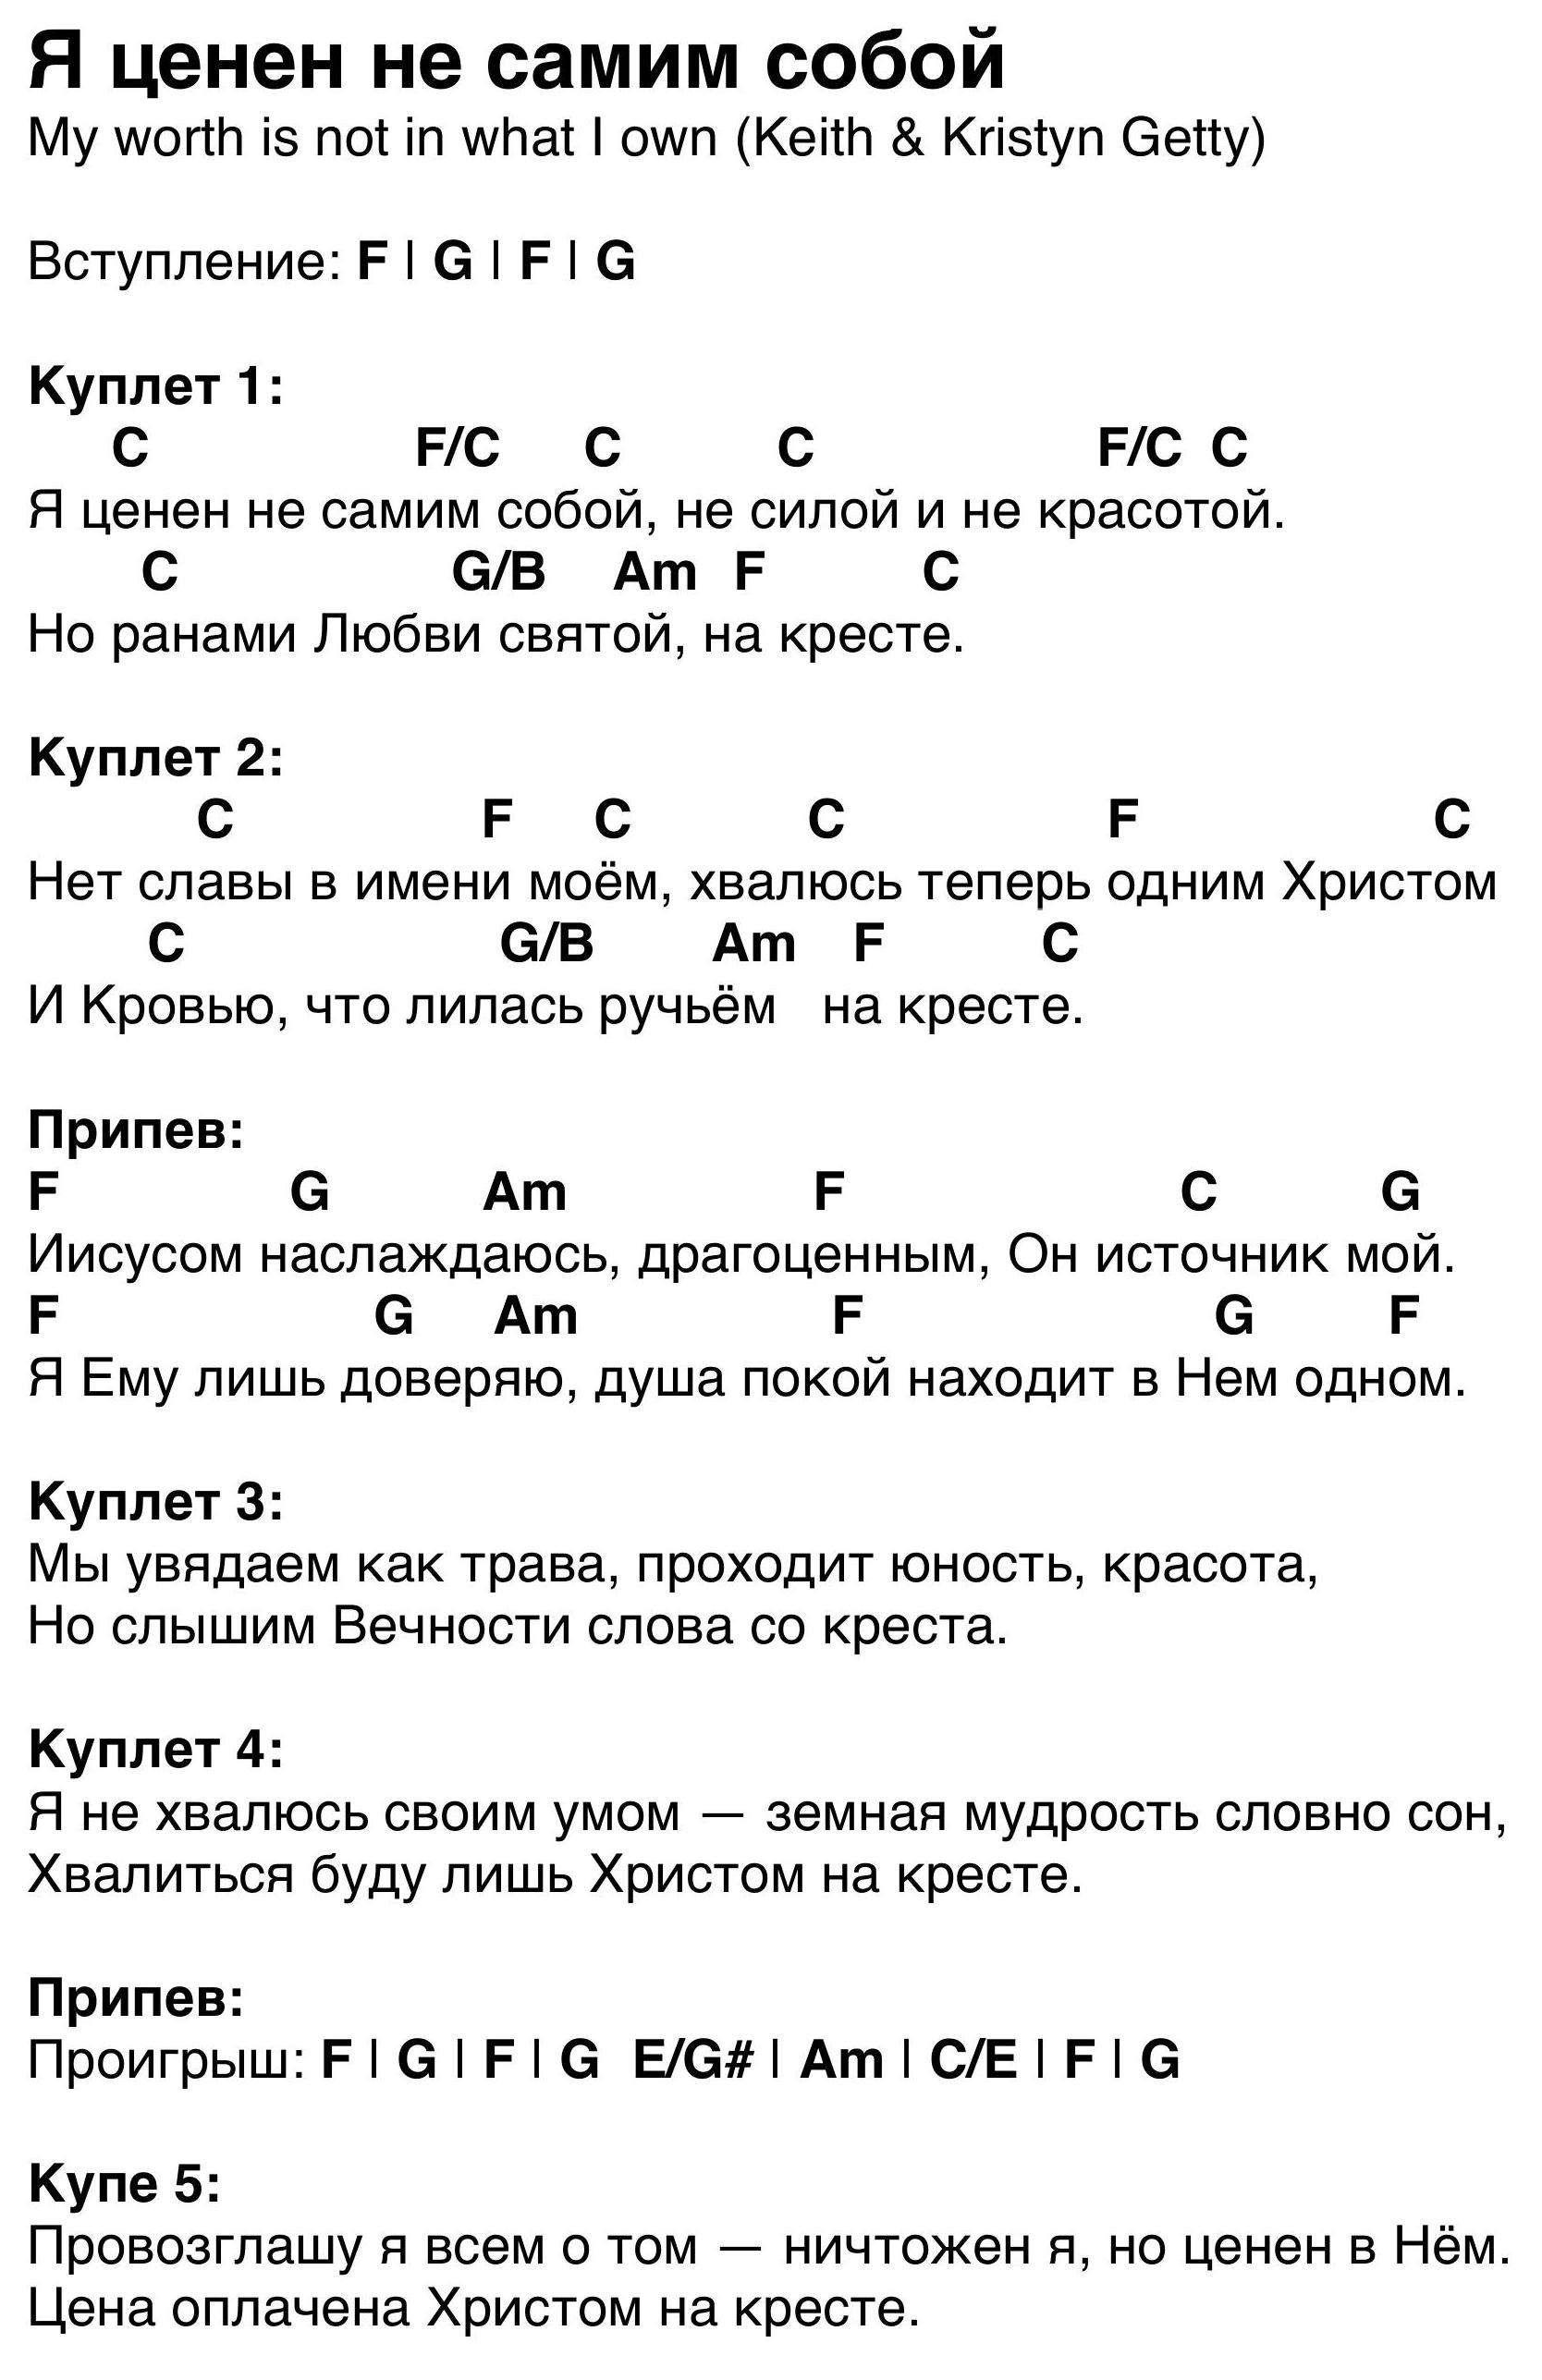 Я ценен не самим собой
My worth is not in what I own (Keith & Kristyn Getty)
Вступление: F | G | F | G
Куплет 1:
C F/C C C F/C C
Я ценен не самим собой, не силой и не красотой.
C G/B Am F C
Но ранами Любви святой, на кресте.
Куплет 2:
C F C C F C
Нет славы в имени моём, хвалюсь теперь одним Христом
C G/B Am F C
И Кровью, что лилась ручьём на кресте.
Припев:
F G Am F C G
Иисусом наслаждаюсь, драгоценным, Он источник мой.
F G Am F G F
Я Ему лишь доверяю, душа покой находит в Нем одном.
Куплет 3:
Мы увядаем как трава, проходит юность, красота,
Но слышим Вечности слова со креста.
Куплет 4:
Я не хвалюсь своим умом — земная мудрость словно сон,
Хвалиться буду лишь Христом на кресте.
Припев:
Проигрыш: F | G | F | G E/G# | Am | C/E | F | G
Купе 5:
Провозглашу я всем о том — ничтожен я, но ценен в Нём.
Цена оплачена Христом на кресте.